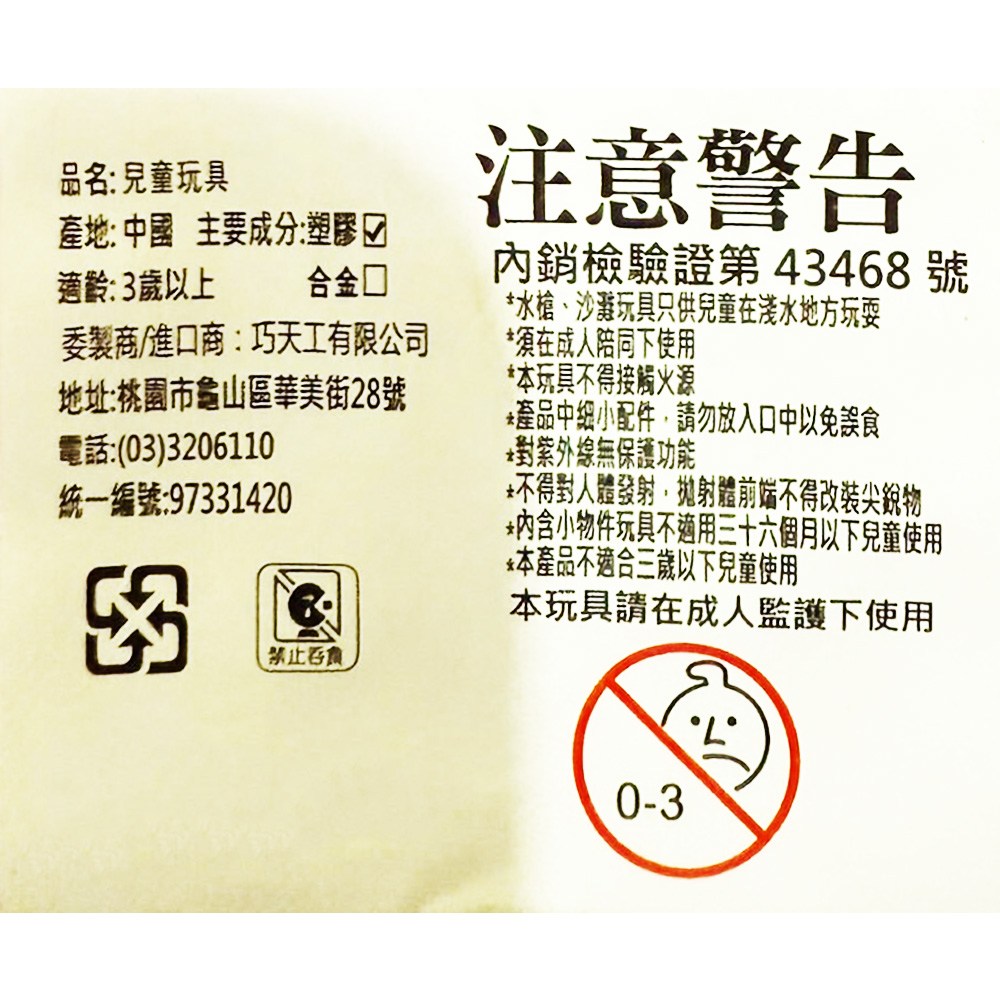 品名: 兒童玩具
產地: 中國 主要成分:塑膠☑
適齡: 3歲以上 合金☐
委製商/進口商：巧天工有限公司
地址:桃園市龜山區華美街28號
電話:(03)3206110
統一編號:97331420
禁止吞食
注意警告
內銷檢驗證第 43468 號
*水槍、沙灘玩具只供兒童在淺水地方玩耍
*須在成人陪同下使用
*本玩具不得接觸火源
*產品中細小配件，請勿放入口中以免誤食
*對紫外線無保護功能
*不得對人體發射，拋射體前端不得改裝尖銳物
*內含小物件玩具不適用三十六個月以下兒童使用
*本產品不適合三歲以下兒童使用
本玩具請在成人監護下使用
0-3